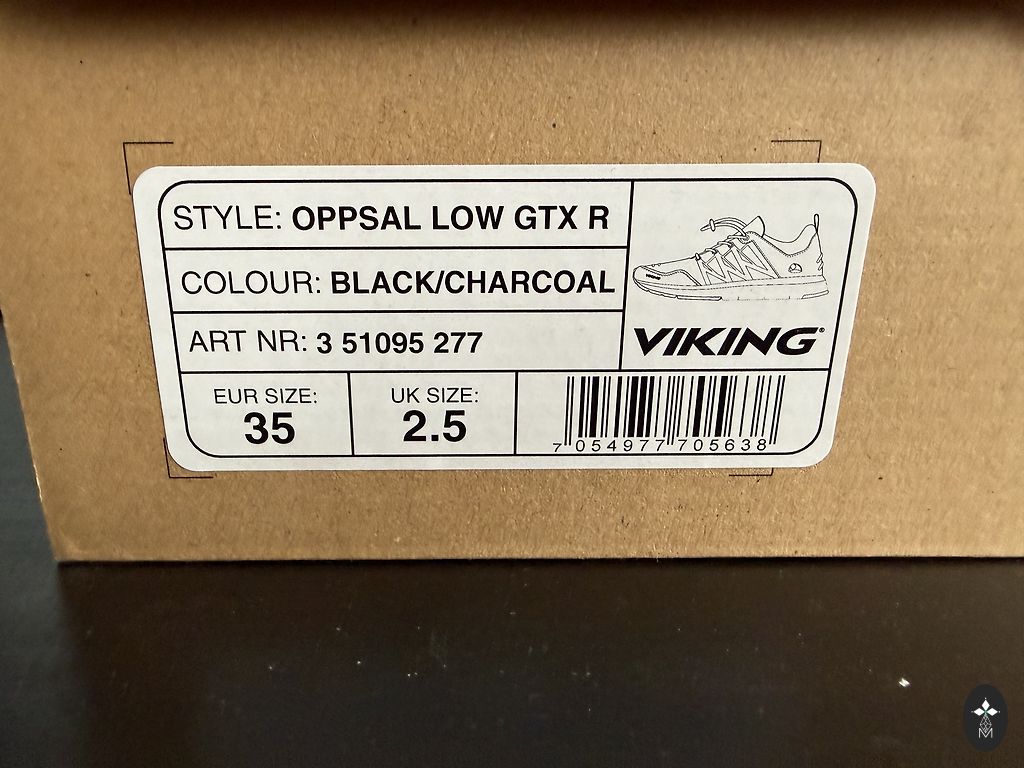 STYLE: OPPSAL LOW GTX R
COLOUR: BLACK/CHARCOAL
ART NR: 3 51095 277
VIKING®
EUR SIZE:
35
UK SIZE:
2.5
7 054977 705638
M